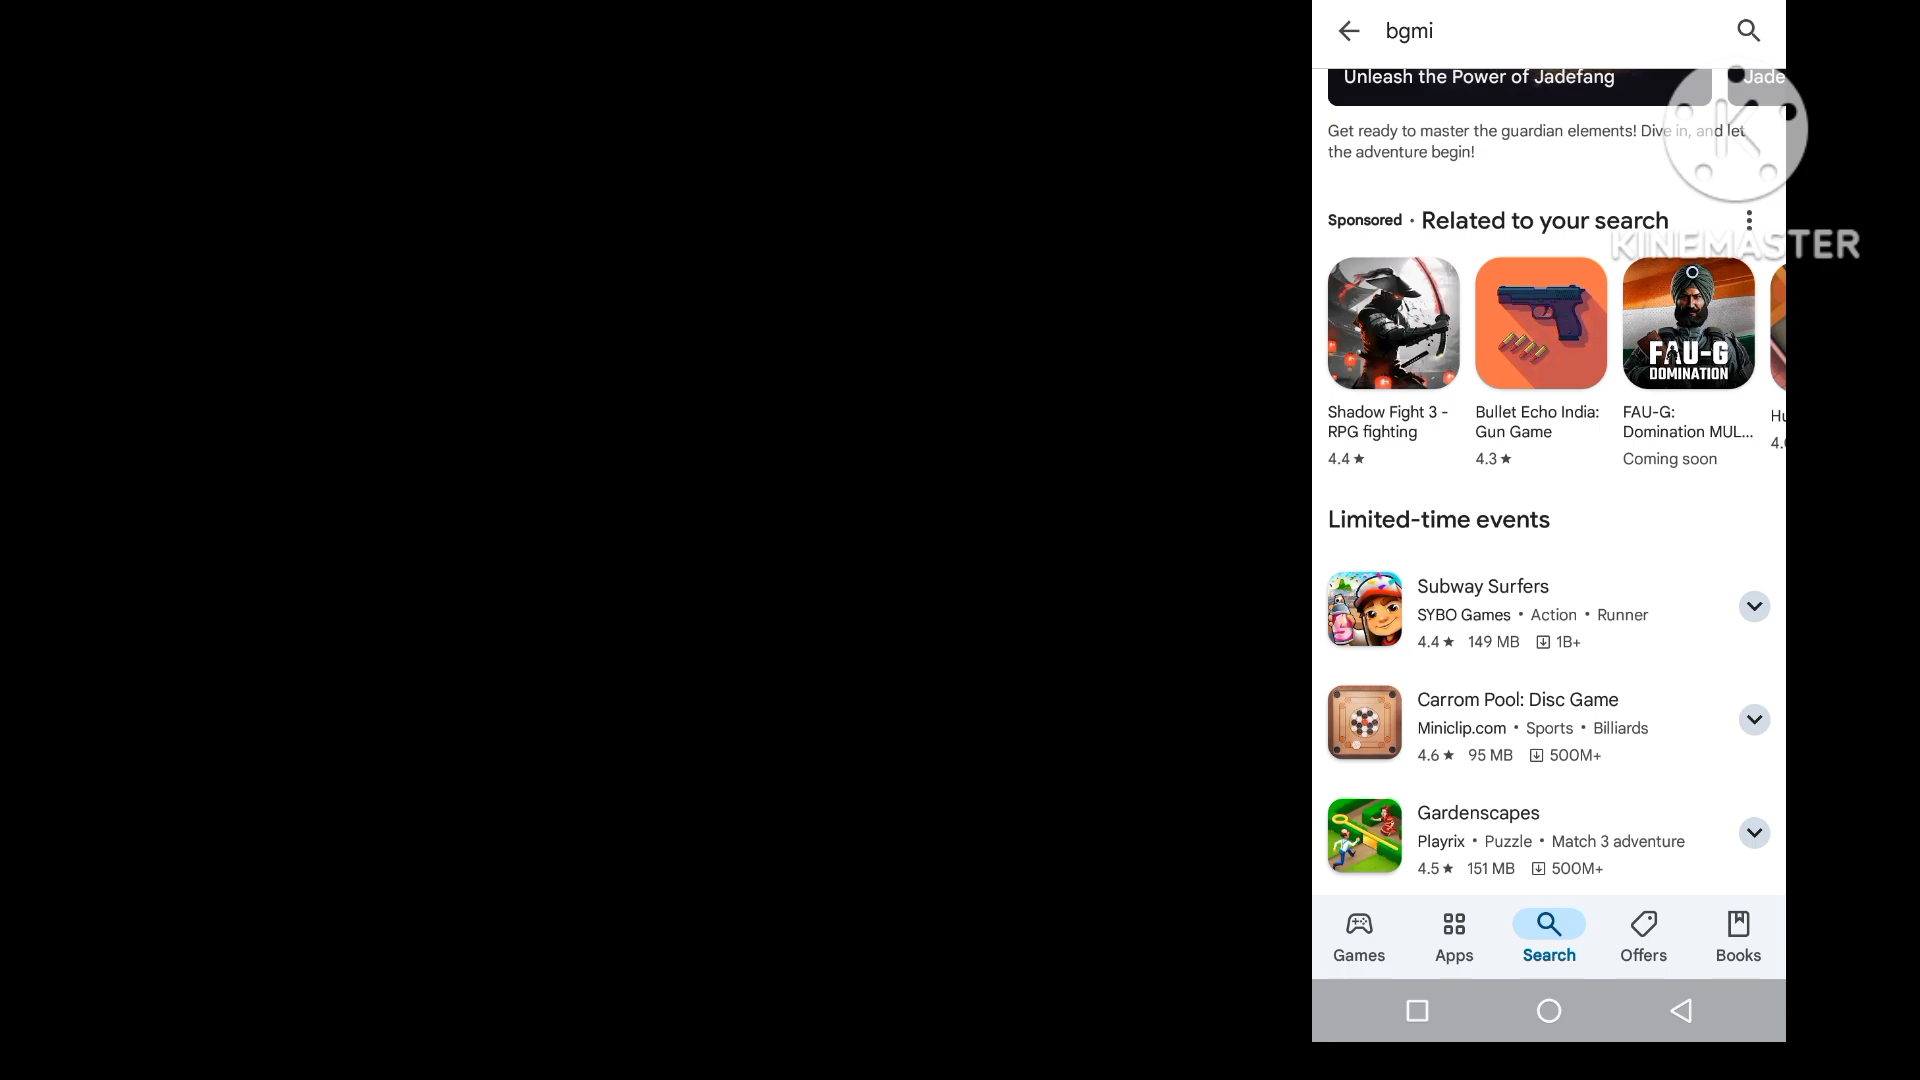 bgmi
Unleash the Power of Jadefang
Jade
Get ready to master the guardian elements! Dive in, and let
the adventure begin!
Sponsored · Related to your search
KINEMASTER
FAU-G
DOMINATION
Shadow Fight 3 -
RPG fighting
4.4★
Bullet Echo India:
Gun Game
4.3★
FAU-G:
Domination MUL...
Coming soon
Limited-time events
Subway Surfers
SYBO Games • Action • Runner
4.4★ 149 MB 1B+
Carrom Pool: Disc Game
Miniclip.com • Sports • Billiards
4.6★ 95 MB 500M+
Gardenscapes
Playrix • Puzzle • Match 3 adventure
4.5★ 151 MB 500M+
Games Apps Search Offers Books